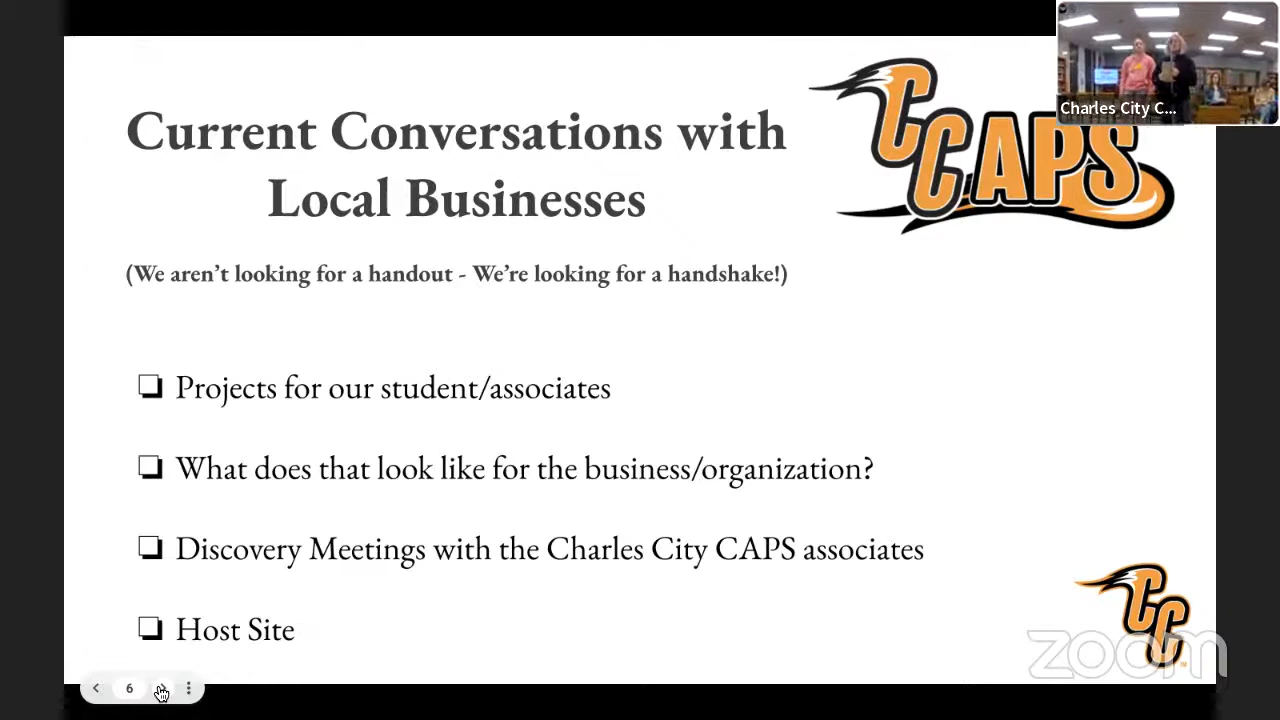 Current Conversations with
Local Businesses
(We aren't looking for a handout - We're looking for a handshake!)
Projects for our student/associates
What does that look like for the business/organization?
Discovery Meetings with the Charles City CAPS associates
Host Site
CCAPS
Charles City C...
CC
TM
zoom
6